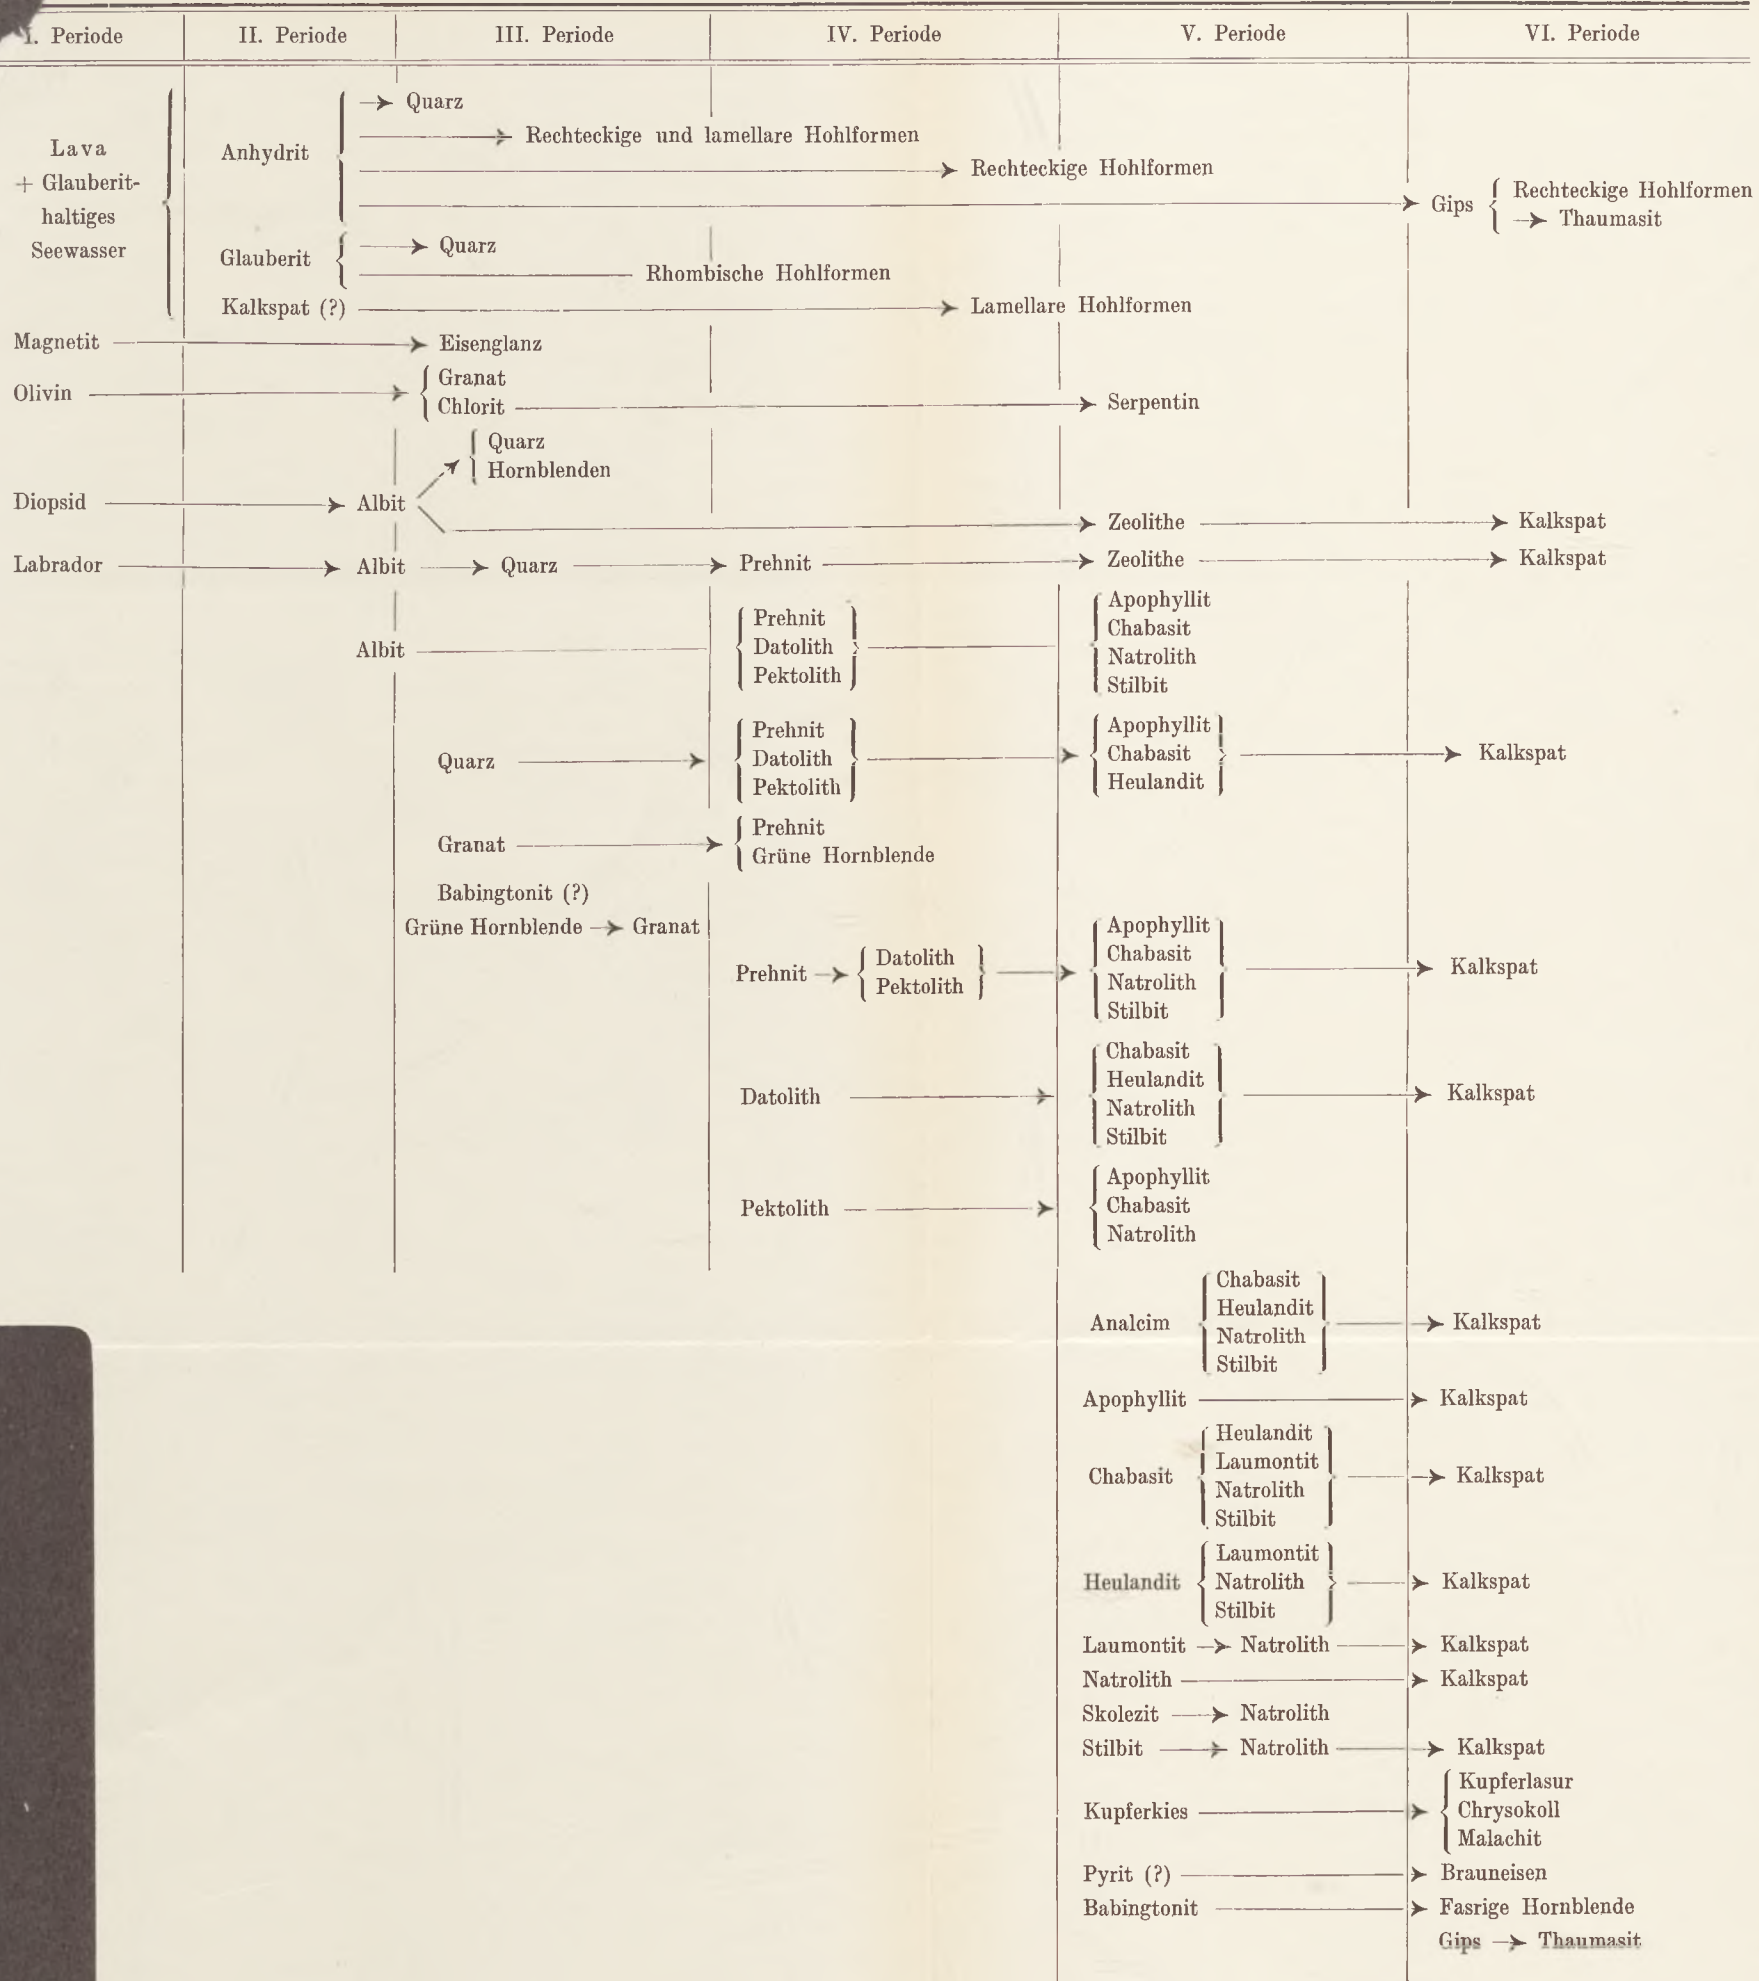 I. Periode II. Periode III. Periode IV. Periode V. Periode VI. Periode
Lava
+ Glauberit-
haltiges
Seewasser
Anhydrit
→ Quarz
→ Rechteckige und lamellare Hohlformen
→ Rechteckige Hohlformen
→ Gips
Rechteckige Hohlformen
→ Thaumasit
Glauberit
→ Quarz
Rhombische Hohlformen
Kalkspat (?) → Lamellare Hohlformen
Magnetit → Eisenglanz
Olivin →
Granat
Chlorit → Serpentin
Quarz
Hornblenden
Diopsid → Albit
→ Zeolithe → Kalkspat
Labrador → Albit → Quarz → Prehnit → Zeolithe → Kalkspat
Albit
Prehnit
Datolith
Pektolith
Apophyllit
Chabasit
Natrolith
Stilbit
Quarz →
Prehnit
Datolith
Pektolith
→
Apophyllit
Chabasit
Heulandit
→ Kalkspat
Granat →
Prehnit
Grüne Hornblende
Babingtonit (?)
Grüne Hornblende → Granat
Prehnit →
Datolith
Pektolith
→
Apophyllit
Chabasit
Natrolith
Stilbit
→ Kalkspat
Datolith →
Chabasit
Heulandit
Natrolith
Stilbit
→ Kalkspat
Pektolith →
Apophyllit
Chabasit
Natrolith
Analcim
Chabasit
Heulandit
Natrolith
Stilbit
→ Kalkspat
Apophyllit → Kalkspat
Chabasit
Heulandit
Laumontit
Natrolith
Stilbit
→ Kalkspat
Heulandit
Laumontit
Natrolith
Stilbit
→ Kalkspat
Laumontit → Natrolith → Kalkspat
Natrolith → Kalkspat
Skolezit → Natrolith
Stilbit → Natrolith → Kalkspat
Kupferkies →
Kupferlasur
Chrysokoll
Malachit
Pyrit (?) → Brauneisen
Babingtonit → Fasrige Hornblende
Gips → Thaumasit